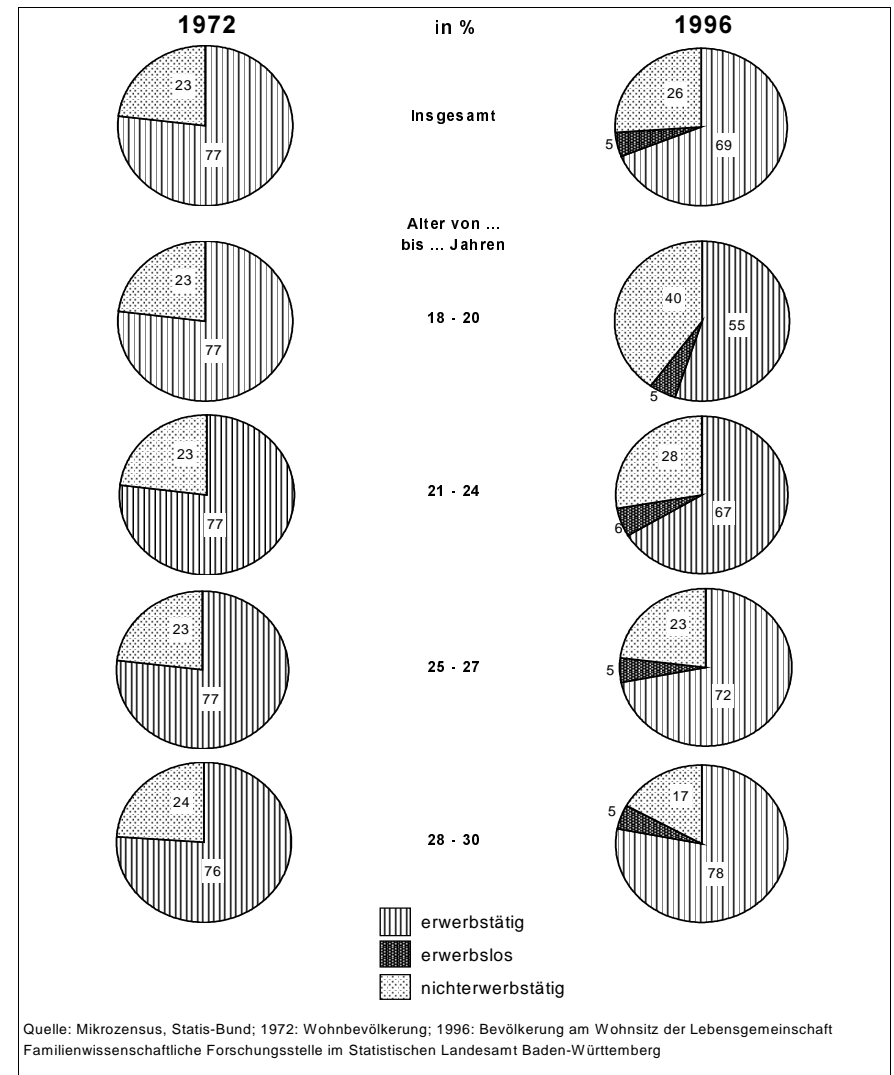 1972 in % 1996
23 77
Insgesamt
26 5 69
Alter von ...
bis ... Jahren
23 77
18 - 20
40 55 5
23 77
21 - 24
28 6 67
23 77
25 - 27
23 5 72
24 76
28 - 30
17 5 78
erwerbstätig
erwerbslos
nichterwerbstätig
Quelle: Mikrozensus, Statis-Bund; 1972: Wohnbevölkerung; 1996: Bevölkerung am Wohnsitz der Lebensgemeinschaft
Familienwissenschaftliche Forschungsstelle im Statistischen Landesamt Baden-Württemberg